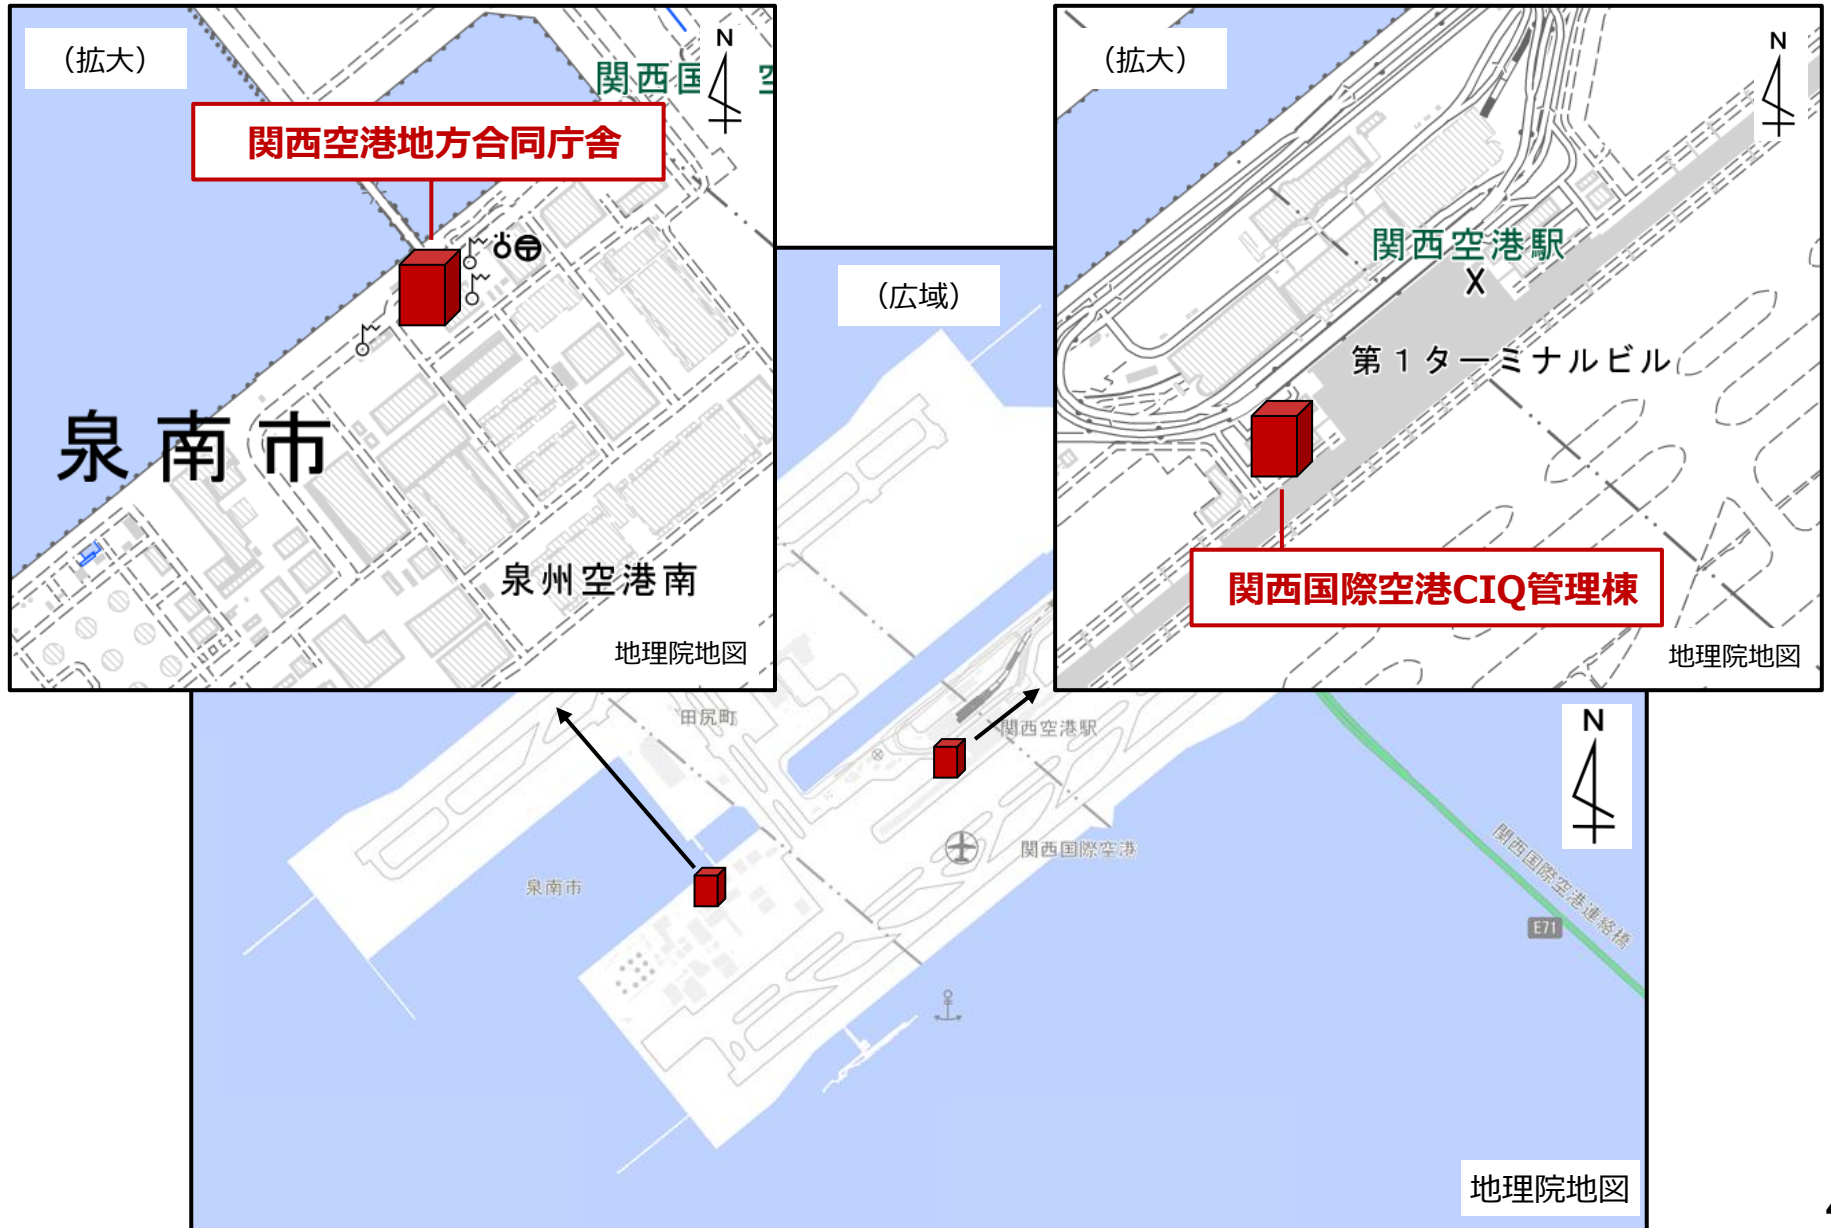 （拡大）
N
関西国
空
関西空港地方合同庁舎
泉南市
泉州空港南
地理院地図
（拡大）
N
関西空港駅
第１ターミナルビル
関西国際空港CIQ管理棟
地理院地図
（広域）
田尻町
関西空港駅
N
関西国際空港
泉南市
関西国際空港連絡橋
E71
地理院地図